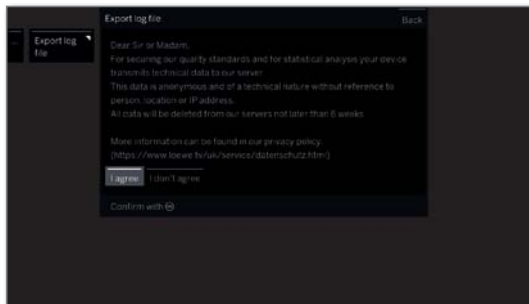 Export log file
Back
...
Export log
file
Dear Sir or Madam,
For securing our quality standards and for statistical analysis your device
transmits technical data to our server.
This data is anonymous and of a technical nature without reference to
person, location or IP address.
All data will be deleted from our servers not later than 6 weeks
More information can be found in our privacy policy.
(https://www.loewe.tv/uk/service/datenschutz.html)
I agree
I don't agree
Confirm with OK